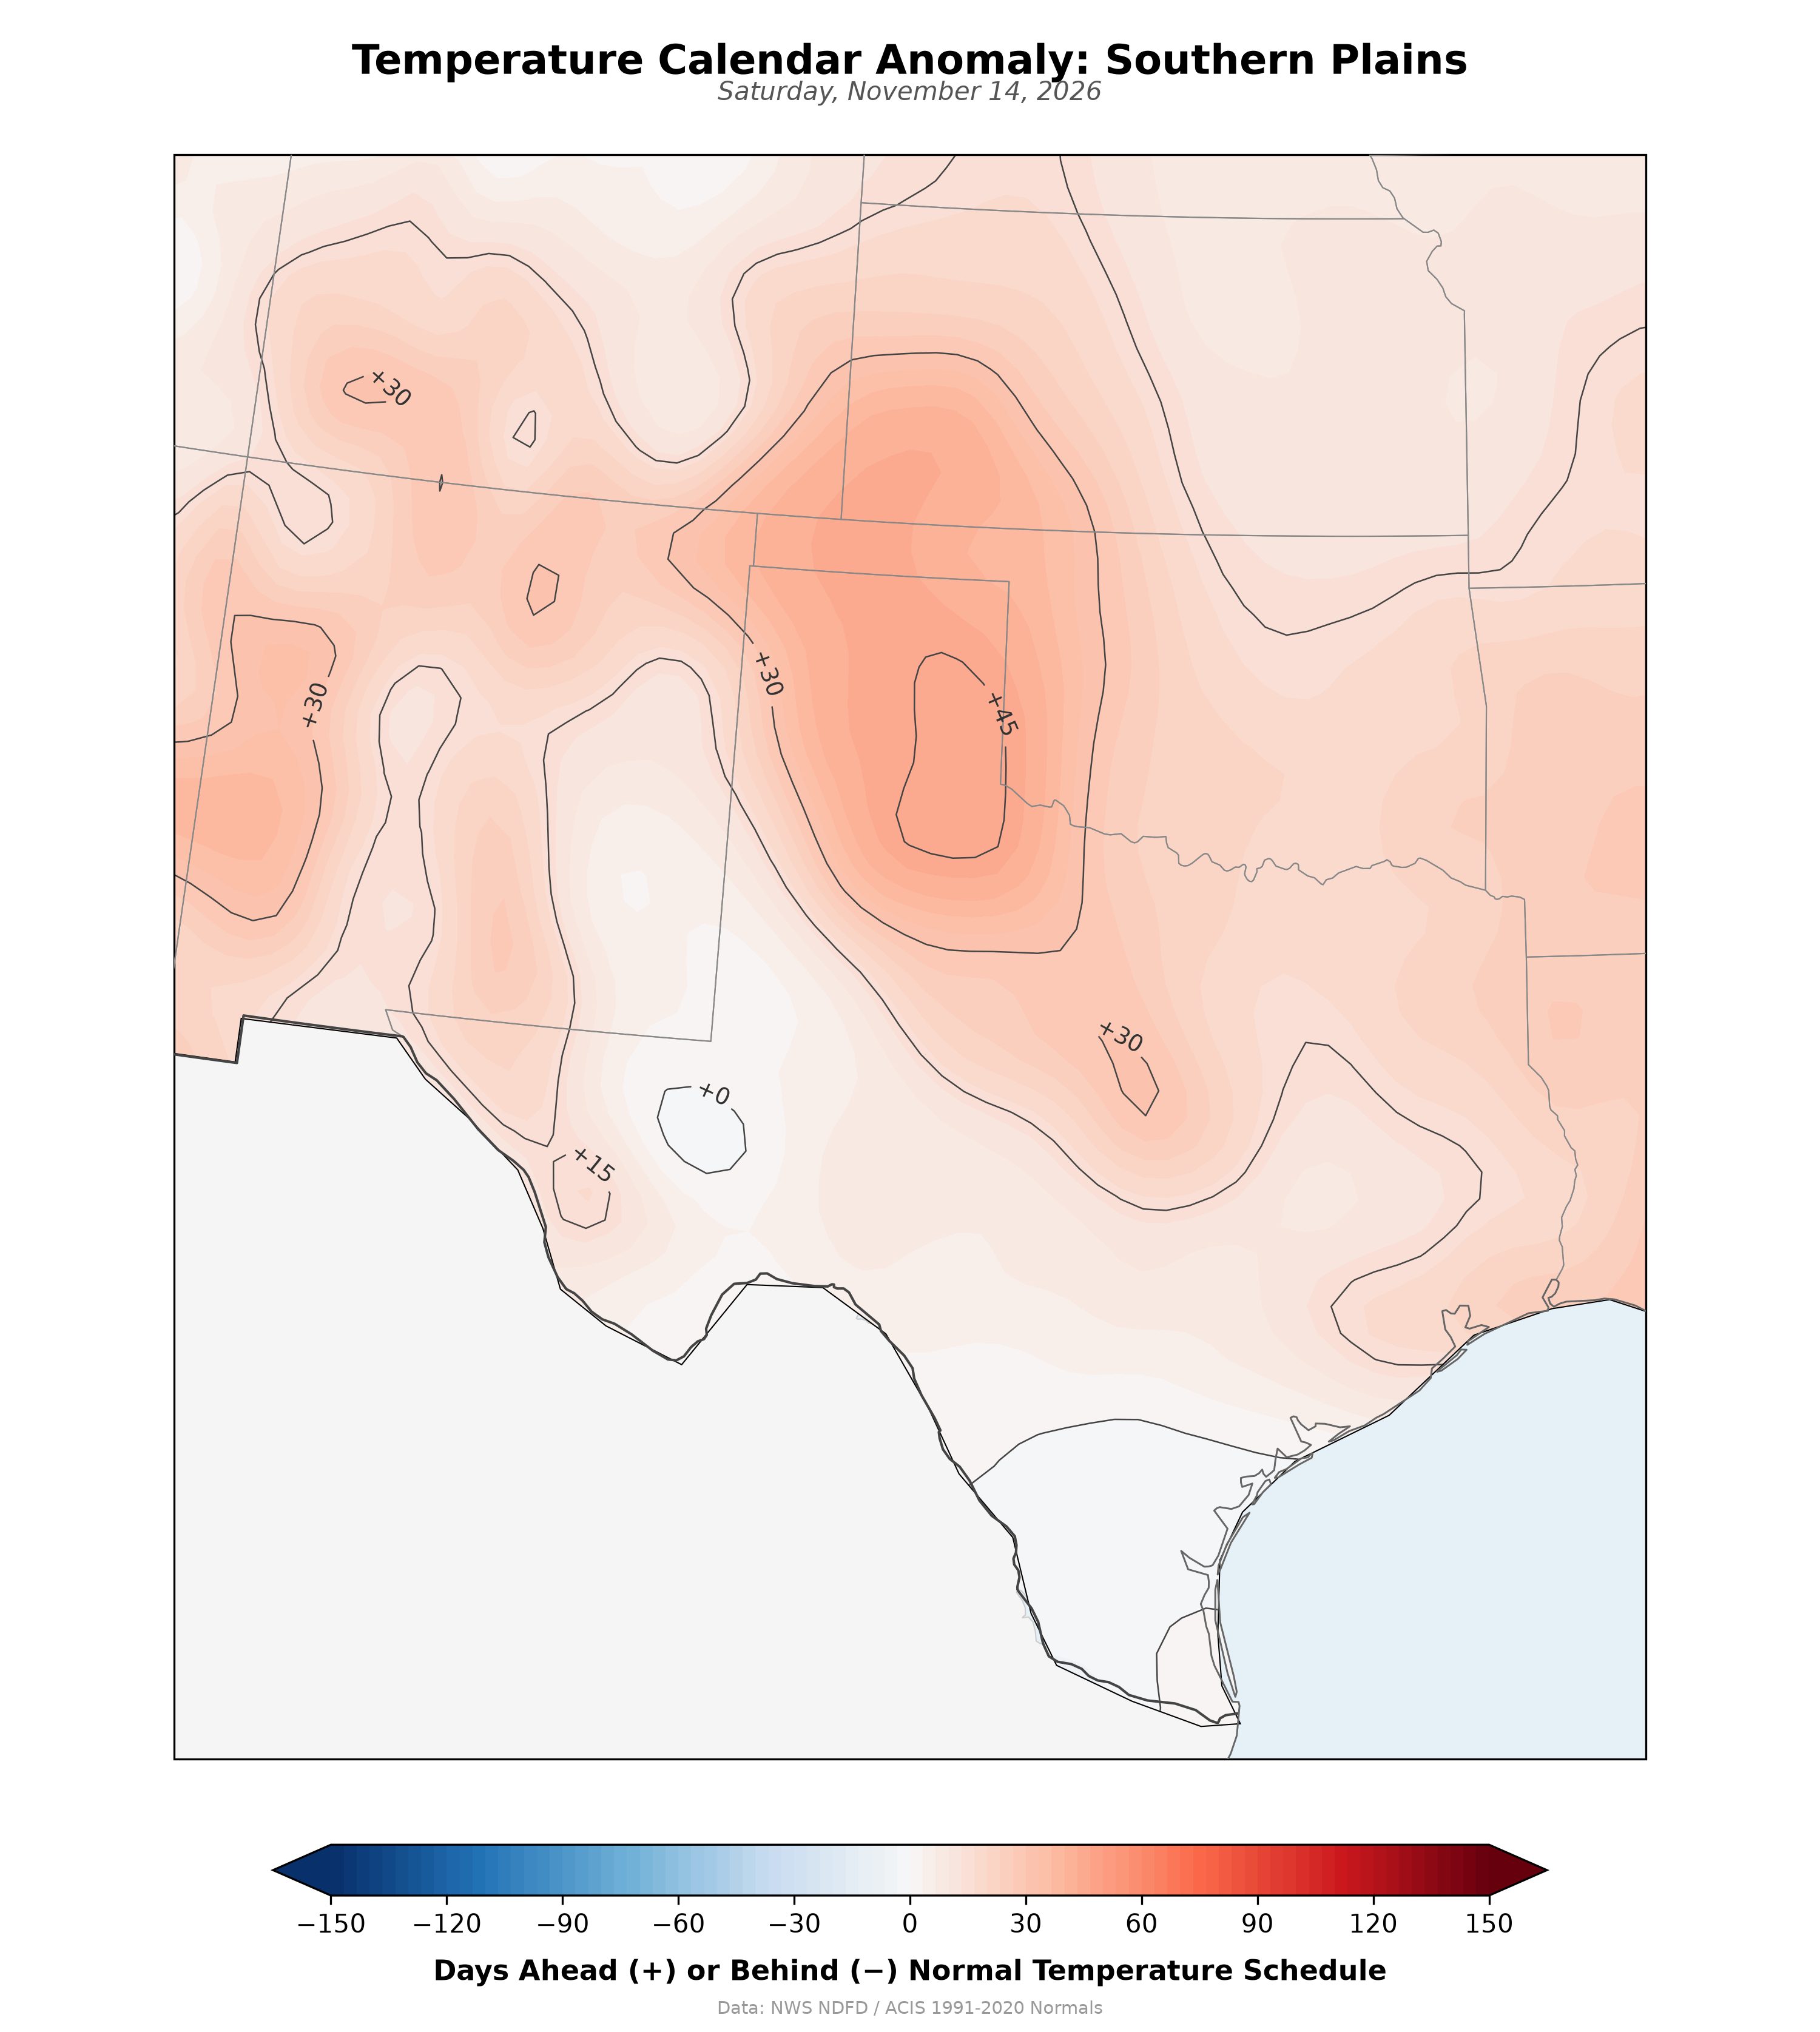 Temperature Calendar Anomaly: Southern Plains
Saturday, November 14, 2026
+30
+30
+30
+45
+30
+0
+15
−150 −120 −90 −60 −30 0 30 60 90 120 150
Days Ahead (+) or Behind (−) Normal Temperature Schedule
Data: NWS NDFD / ACIS 1991-2020 Normals